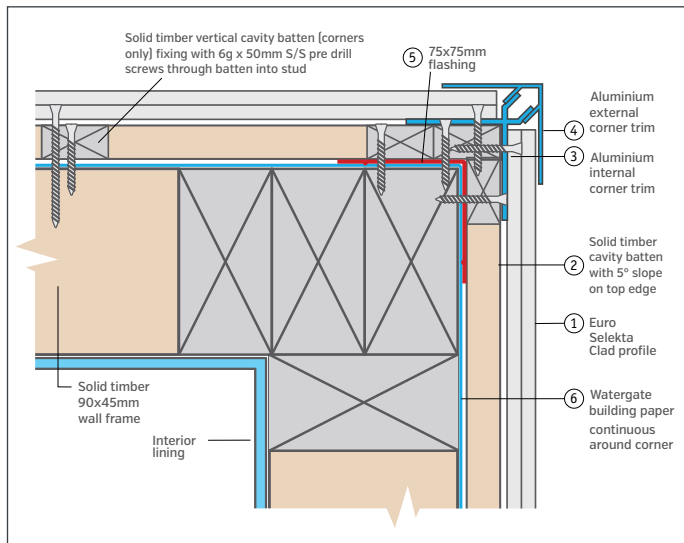 Solid timber vertical cavity batten (corners
only) fixing with 6g x 50mm S/S pre drill
screws through batten into stud
5 75x75mm
flashing
Aluminium
external
corner trim
4
3 Aluminium
internal
corner trim
Solid timber
2 cavity batten
with 5° slope
on top edge
1 Euro
Selekta
Clad profile
6 Watergate
building paper
continuous
around corner
Solid timber
90x45mm
wall frame
Interior
lining